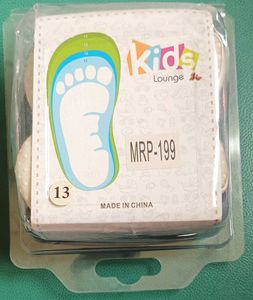 Kids
Lounge
MRP-199
13
MADE IN CHINA